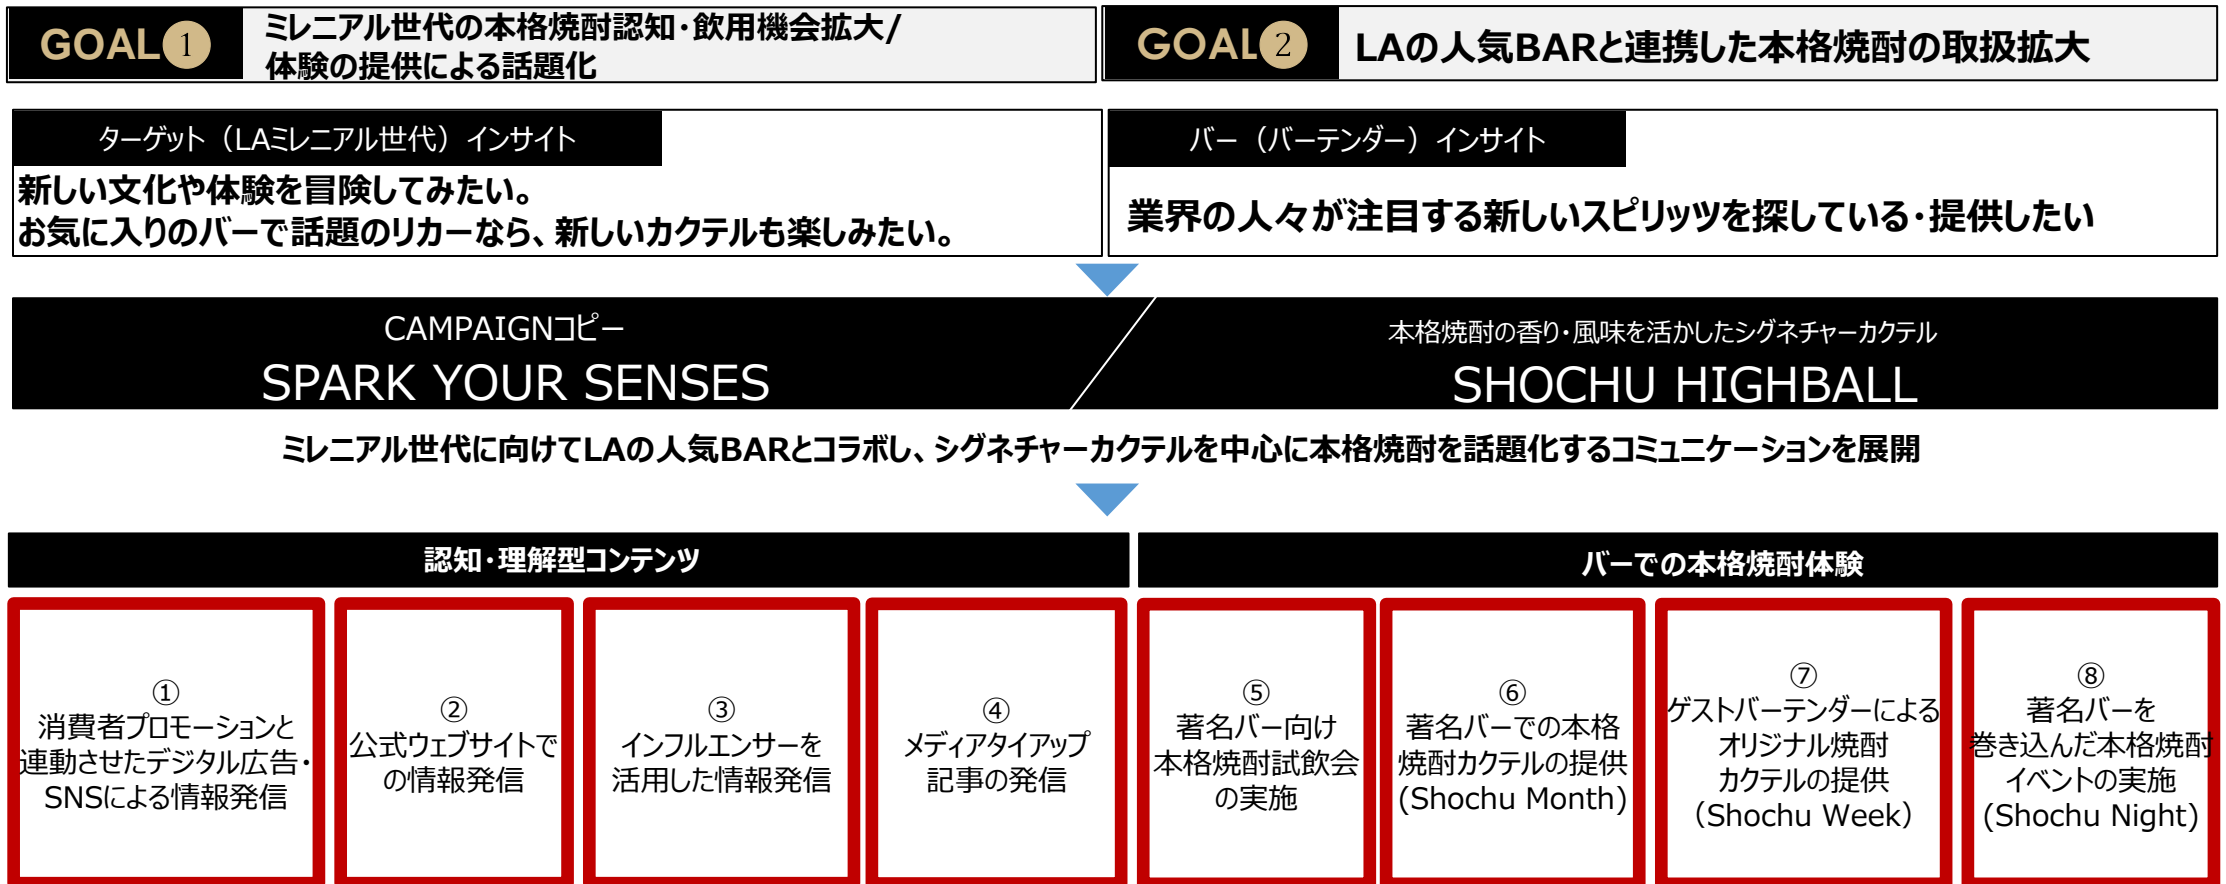 GOAL❶
ミレニアル世代の本格焼酎認知・飲用機会拡大/
体験の提供による話題化
GOAL❷
LAの人気BARと連携した本格焼酎の取扱拡大
ターゲット（LAミレニアル世代）インサイト
新しい文化や体験を冒険してみたい。
お気に入りのバーで話題のリカーなら、新しいカクテルも楽しみたい。
バー（バーテンダー）インサイト
業界の人々が注目する新しいスピリッツを探している・提供したい
CAMPAIGNコピー
SPARK YOUR SENSES
本格焼酎の香り・風味を活かしたシグネチャーカクテル
SHOCHU HIGHBALL
ミレニアル世代に向けてLAの人気BARとコラボし、シグネチャーカクテルを中心に本格焼酎を話題化するコミュニケーションを展開
認知・理解型コンテンツ
バーでの本格焼酎体験
①
消費者プロモーションと
連動させたデジタル広告・
SNSによる情報発信
②
公式ウェブサイトで
の情報発信
③
インフルエンサーを
活用した情報発信
④
メディアタイアップ
記事の発信
⑤
著名バー向け
本格焼酎試飲会
の実施
⑥
著名バーでの本格
焼酎カクテルの提供
(Shochu Month)
⑦
ゲストバーテンダーによる
オリジナル焼酎
カクテルの提供
（Shochu Week）
⑧
著名バーを
巻き込んだ本格焼酎
イベントの実施
(Shochu Night)